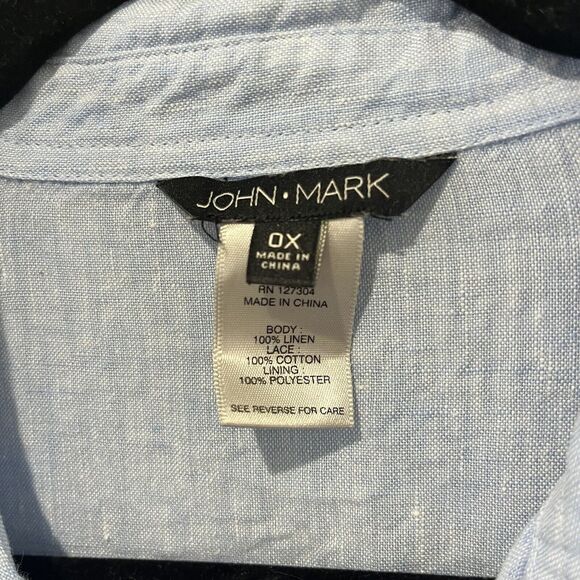 JOHN • MARK
0X
MADE IN
CHINA
RN 127304
MADE IN CHINA
BODY :
100% LINEN
LACE :
100% COTTON
LINING :
100% POLYESTER
SEE REVERSE FOR CARE